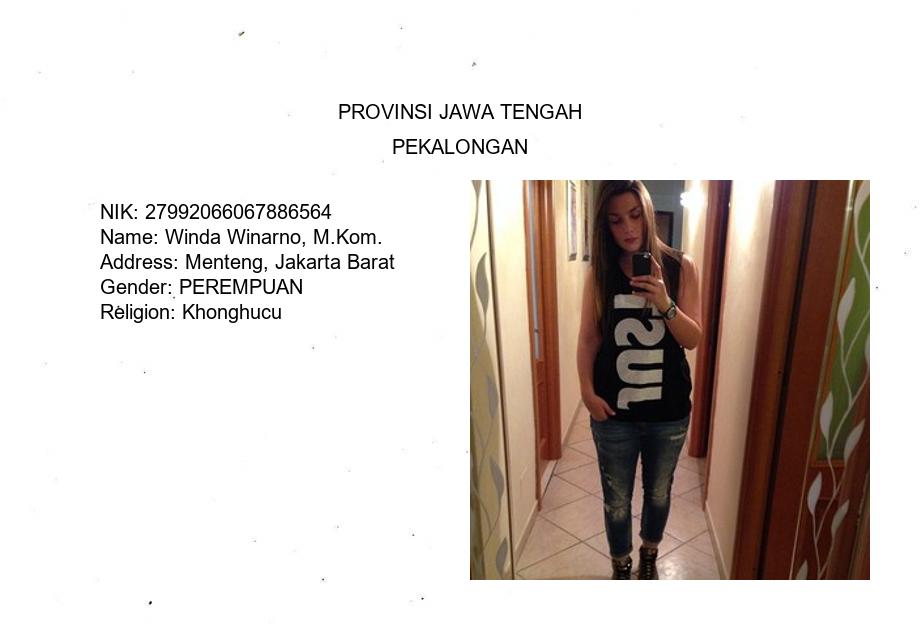 PROVINSI JAWA TENGAH
PEKALONGAN
NIK: 27992066067886564
Name: Winda Winarno, M.Kom.
Address: Menteng, Jakarta Barat
Gender: PEREMPUAN
Religion: Khonghucu